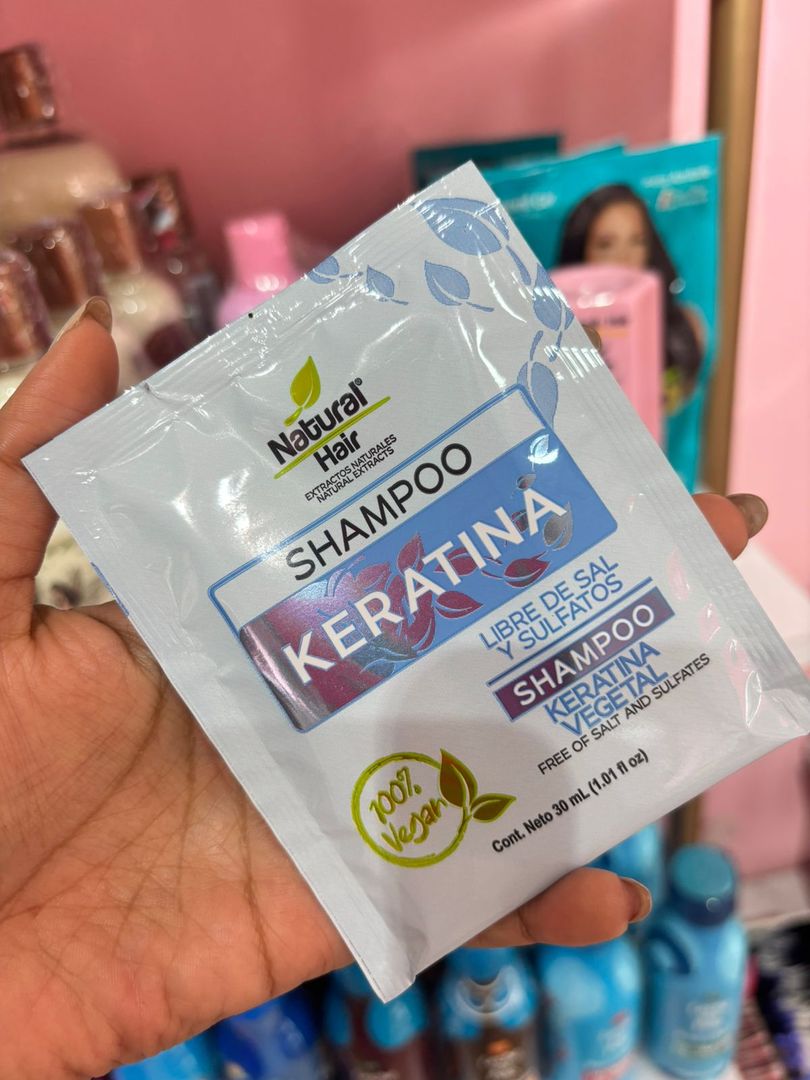 Natural®
Hair
EXTRACTOS NATURALES
NATURAL EXTRACTS
SHAMPOO
KERATINA
LIBRE DE SAL
Y SULFATOS
SHAMPOO
KERATINA
VEGETAL
FREE OF SALT AND SULFATES
100%
Vegan
Cont. Neto 30 mL (1.01 fl oz)